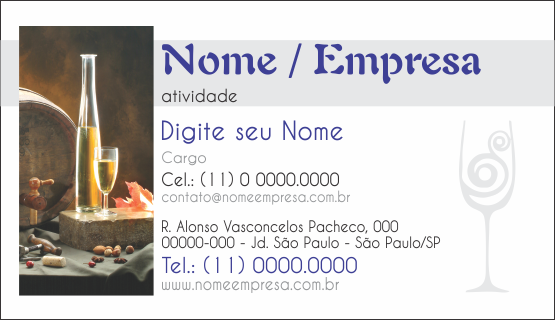 Nome / Empresa
atividade
Digite seu Nome
Cargo
Cel.: (11) 0 0000.0000
contato@nomeempresa.com.br
R. Alonso Vasconcelos Pacheco, 000
00000-000 - Jd. São Paulo - São Paulo/SP
Tel.: (11) 0000.0000
www.nomeempresa.com.br